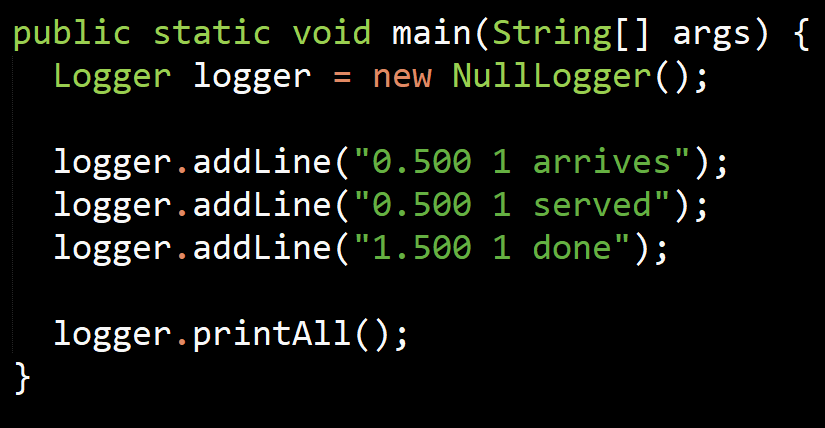 public static void main(String[] args) {
  Logger logger = new NullLogger();
  logger.addLine("0.500 1 arrives");
  logger.addLine("0.500 1 served");
  logger.addLine("1.500 1 done");
  logger.printAll();
}